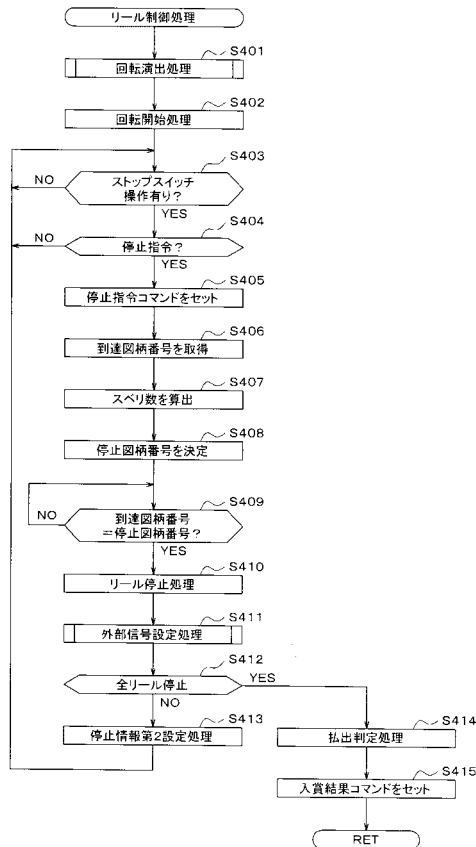 リール制御処理
S401
回転演出処理
S402
回転開始処理
S403
ストップスイッチ
操作有り?
NO
YES
S404
停止指令?
NO
YES
S405
停止指令コマンドをセット
S406
到達図柄番号を取得
S407
スベリ数を算出
S408
停止図柄番号を決定
S409
到達図柄番号
=停止図柄番号?
NO
YES
S410
リール停止処理
S411
外部信号設定処理
S412
全リール停止
YES
NO
S413
停止情報第2設定処理
S414
払出判定処理
S415
入賞結果コマンドをセット
RET